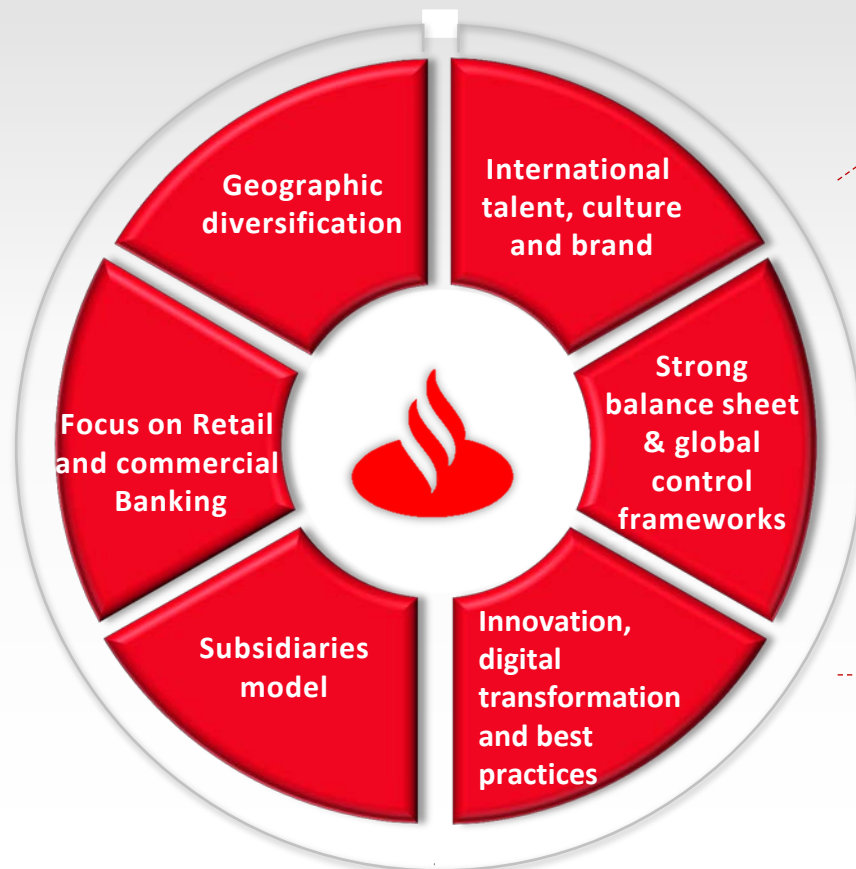 Geographic
diversification
International
talent, culture
and brand
Strong
balance sheet
& global
control
frameworks
Innovation,
digital
transformation
and best
practices
Subsidiaries
model
Focus on Retail
and commercial
Banking